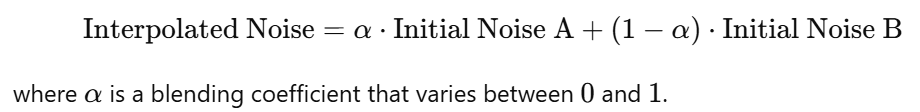 Interpolated Noise = α · Initial Noise A + (1 − α) · Initial Noise B
where α is a blending coefficient that varies between 0 and 1.